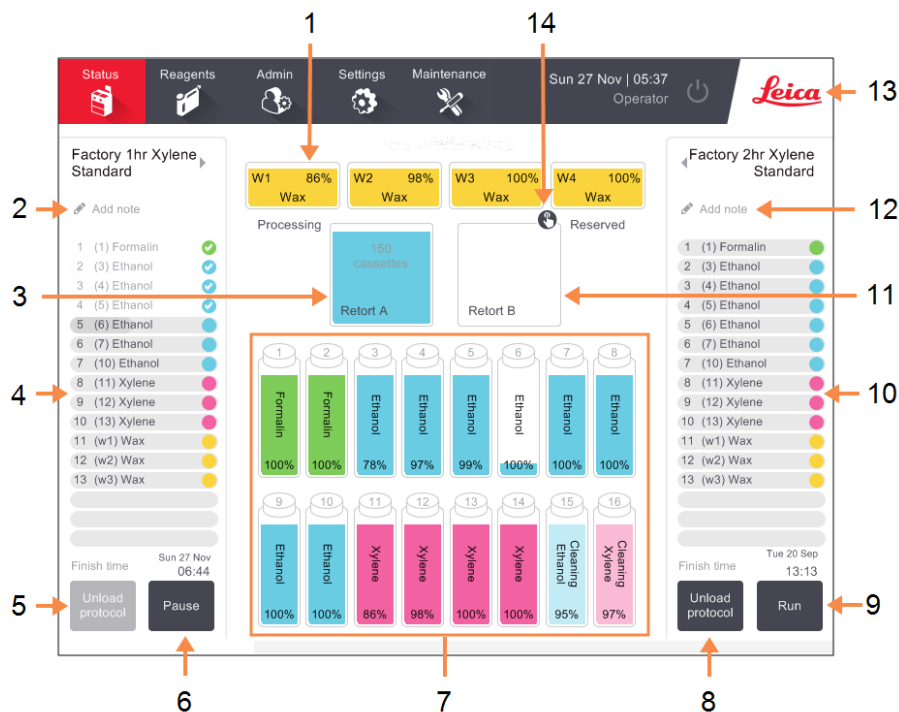 1
14
Status
Reagents
Admin
Settings
Maintenance
Sun 27 Nov | 05:37
Operator
Leica
13
Factory 1hr Xylene
Standard
2
Add note
1 (1) Formalin
2 (3) Ethanol
3 (4) Ethanol
4 (5) Ethanol
5 (6) Ethanol
6 (7) Ethanol
7 (10) Ethanol
8 (11) Xylene
9 (12) Xylene
10 (13) Xylene
11 (w1) Wax
12 (w2) Wax
13 (w3) Wax
3
4
Finish time
Sun 27 Nov
06:44
5
Unload
protocol
Pause
6
W1 86%
Wax
W2 98%
Wax
W3 100%
Wax
W4 100%
Wax
Processing
Reserved
150
cassettes
Retort A
Retort B
11
1
Formalin
100%
2
Formalin
100%
3
Ethanol
78%
4
Ethanol
97%
5
Ethanol
99%
6
Ethanol
100%
7
Ethanol
100%
8
Ethanol
100%
9
Ethanol
100%
10
Ethanol
100%
11
Xylene
86%
12
Xylene
98%
13
Xylene
100%
14
Xylene
100%
15
Cleaning
Ethanol
95%
16
Cleaning
Xylene
97%
7
Factory 2hr Xylene
Standard
Add note
12
1 (1) Formalin
2 (3) Ethanol
3 (4) Ethanol
4 (5) Ethanol
5 (6) Ethanol
6 (7) Ethanol
7 (10) Ethanol
8 (11) Xylene
9 (12) Xylene
10 (13) Xylene
11 (w1) Wax
12 (w2) Wax
13 (w3) Wax
10
Finish time
Tue 20 Sep
13:13
Unload
protocol
Run
9
8